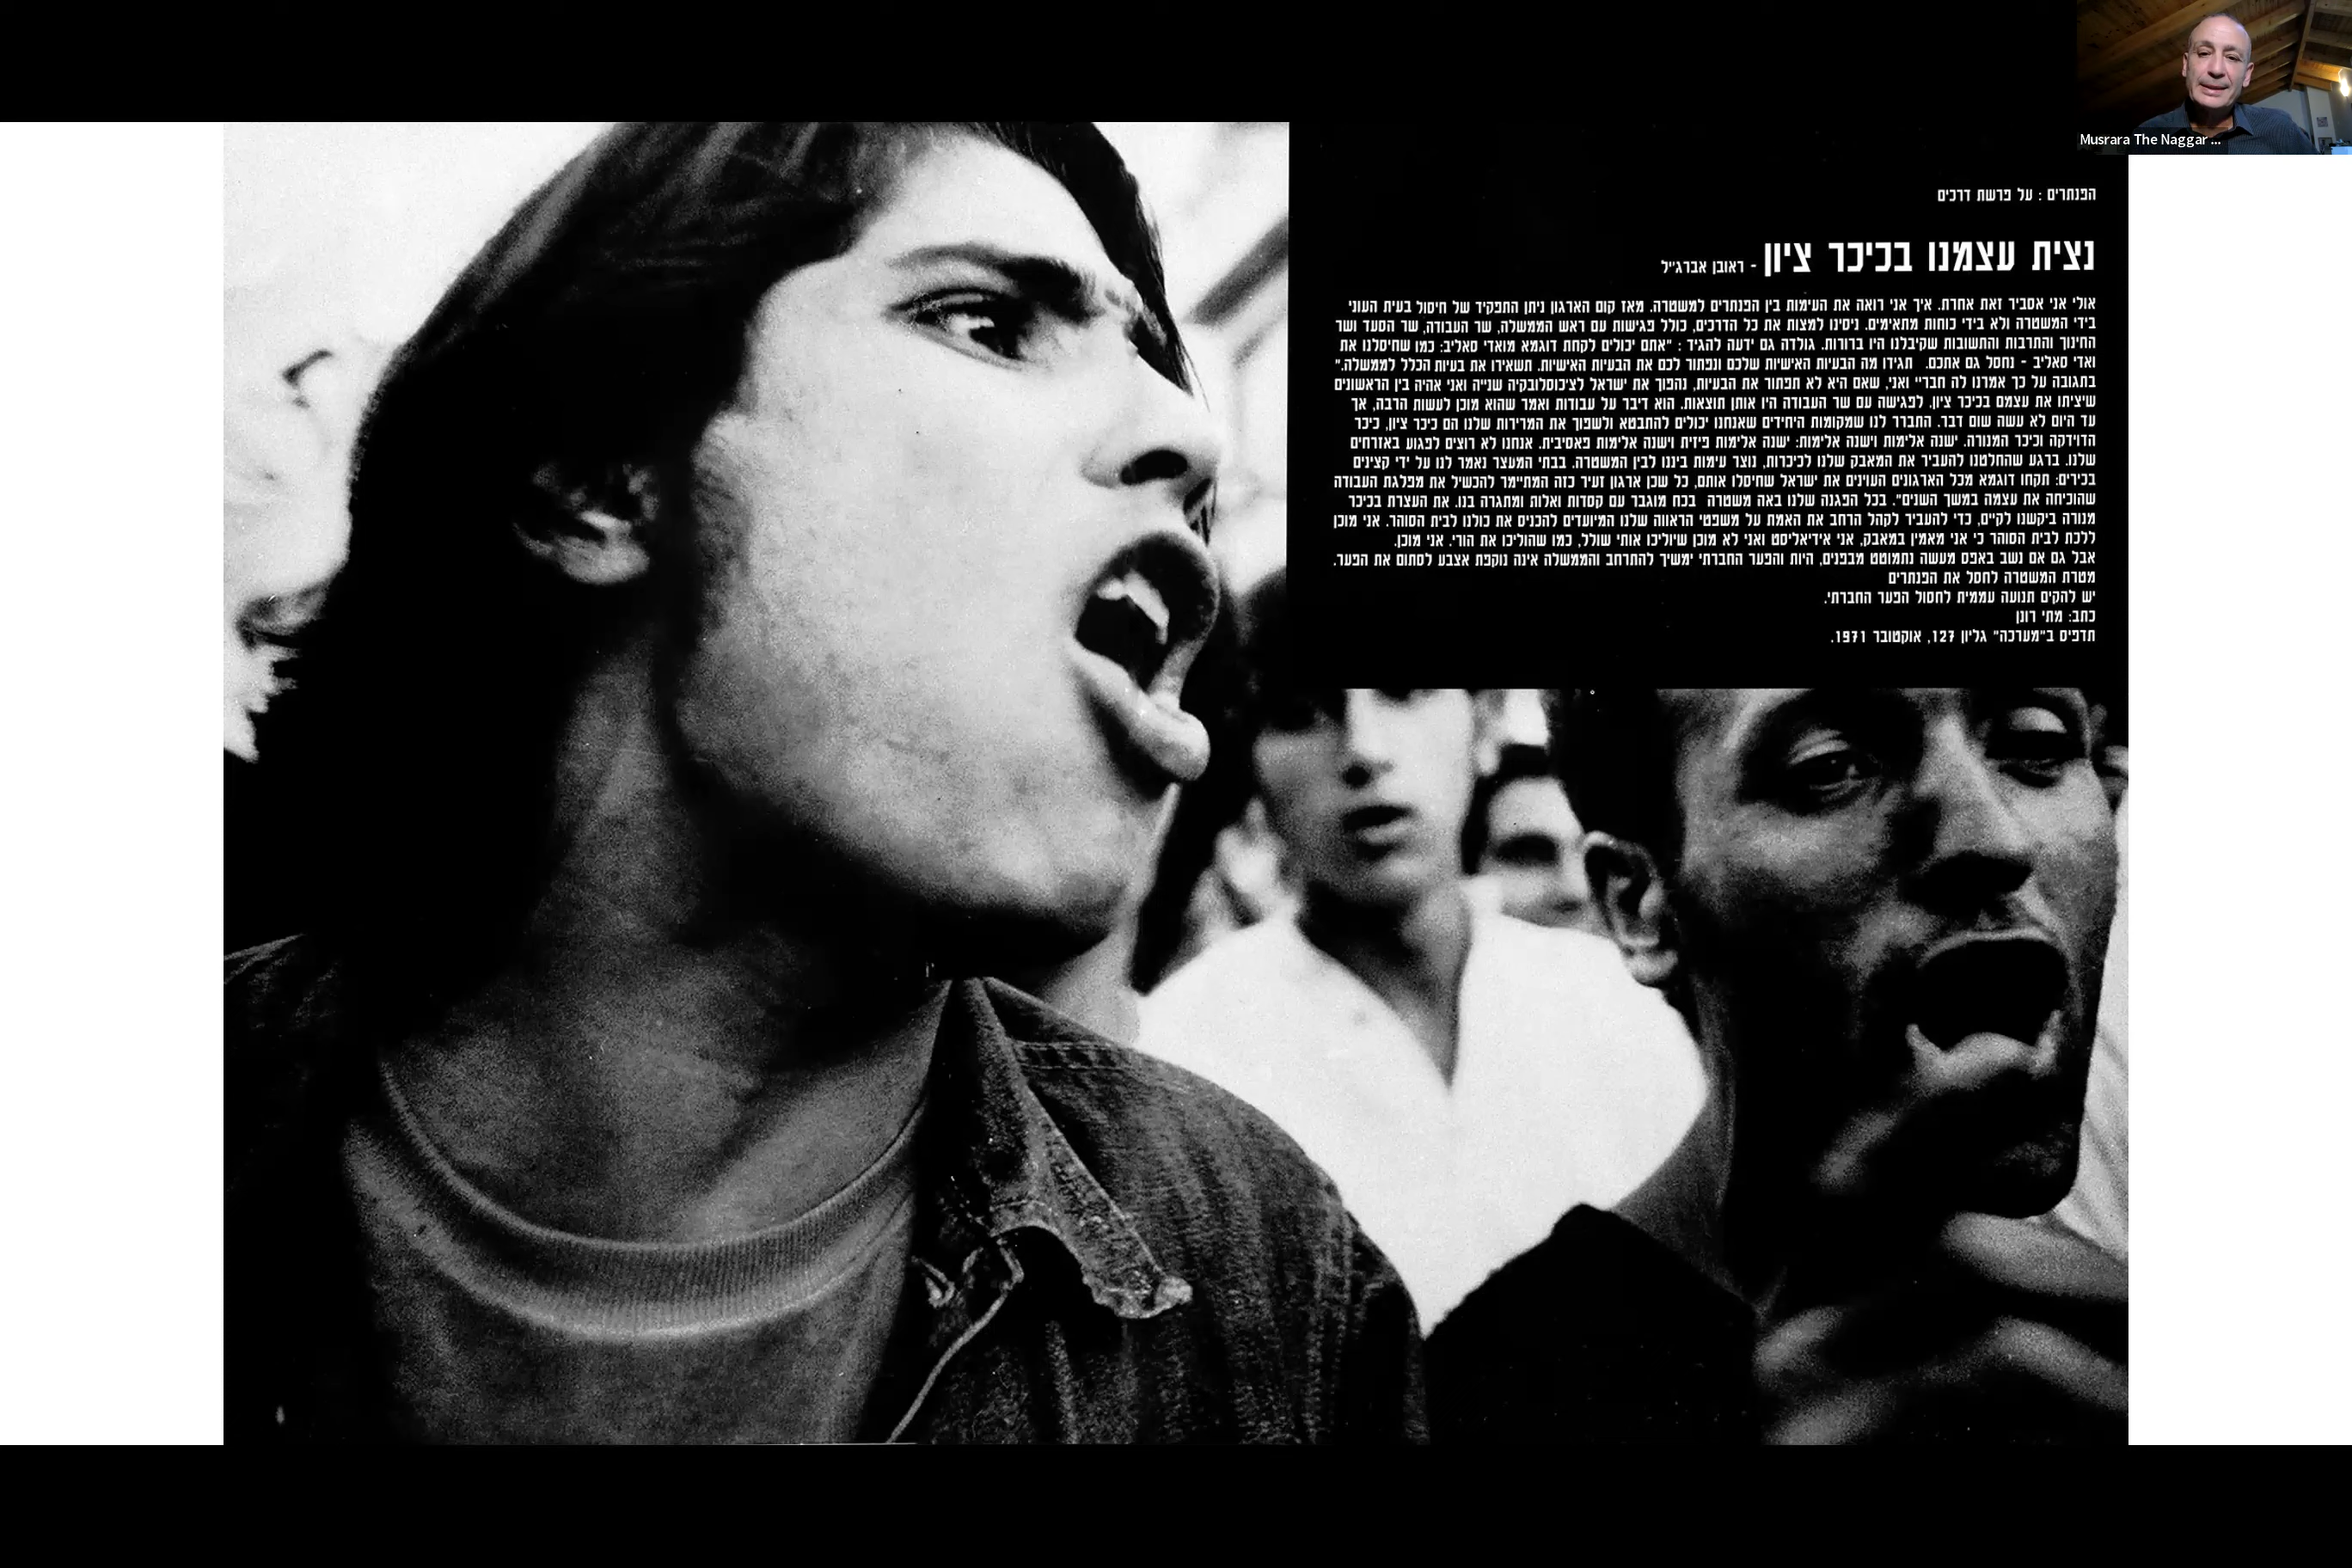 Musrara The Naggar ...
הפנתרים : על פרשת דרכים
נצית עצמנו בכיכר ציון - ראובן אברג״יל
אולי אני אסביר זאת אחרת. איך אני רואה את העימות בין הפנתרים למשטרה. מאז קום הארגון ניתן התפקיד של חיסול בעית העוני
בידי המשטרה ולא בידי כוחות מתאימים. ניסינו למצות את כל הדרכים, כולל פגישות עם ראש הממשלה, שר העבודה, שר הסעד ושר
החינוך והתרבות והתשובות שקיבלנו היו ברורות. גולדה גם ידעה להגיד : "אתם יכולים לקחת דוגמא מואדי סאליב: כמו שחיסלנו את
ואדי סאליב - נחסל גם אתכם. תגידו מה הבעיות האישיות שלכם ונפתור לכם את הבעיות האישיות. תשאירו את בעיות הכלל לממשלה."
בתגובה על כך אמרנו לה חבריי ואני, שאם היא לא תפתור את הבעיות, נהפוך את ישראל לצ'כוסלובקיה שנייה ואני אהיה בין הראשונים
שיציתו את עצמם בכיכר ציון. לפגישה עם שר העבודה היו אותן תוצאות. הוא דיבר על עבודות ואמר שהוא מוכן לעשות הרבה, אך
עד היום לא עשה שום דבר. התברר לנו שמקומות היחידים שאנחנו יכולים להתבטא ולשפוך את המרירות שלנו הם כיכר ציון, כיכר
הדוידקה וכיכר המנורה. ישנה אלימות וישנה אלימות: ישנה אלימות פיזית וישנה אלימות פאסיבית. אנחנו לא רוצים לפגוע באזרחים
שלנו. ברגע שהחלטנו להעביר את המאבק שלנו לכיכרות, נוצר עימות ביננו לבין המשטרה. בבתי המעצר נאמר לנו על ידי קצינים
בכירים: תקחו דוגמא מכל הארגונים העוינים את ישראל שחיסלו אותם, כל שכן ארגון זעיר כזה המתיימר להכשיל את מפלגת העבודה
שהוכיחה את עצמה במשך השנים". בכל הפגנה שלנו באה משטרה בכח מוגבר עם קסדות ואלות ומתגרה בנו. את העצרת בכיכר
מנורה ביקשנו לקיים, כדי להעביר לקהל הרחב את האמת על משפטי הראווה שלנו המיועדים להכניס את כולנו לבית הסוהר. אני מוכן
ללכת לבית הסוהר כי אני מאמין במאבק, אני אידיאליסט ואני לא מוכן שיוליכו אותי שולל, כמו שהוליכו את הורי. אני מוכן.
אבל גם אם נשב באפס מעשה נתמוטט מבפנים, היות והפער החברתי ימשיך להתרחב והממשלה אינה נוקפת אצבע לסתום את הפער.
מטרת המשטרה לחסל את הפנתרים
יש להקים תנועה עממית לחסול הפער החברתי.
כתב: מתי רונן
תדפיס ב"מערכה" גליון 127, אוקטובר 1971.